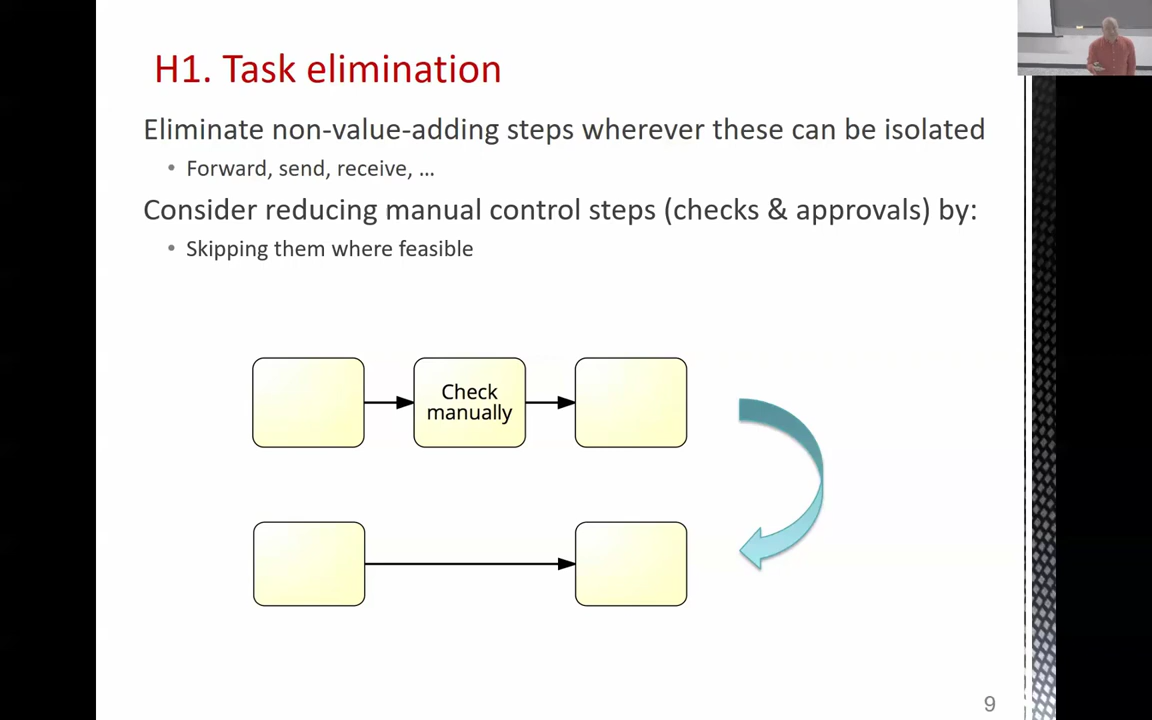 H1. Task elimination
Eliminate non-value-adding steps wherever these can be isolated
• Forward, send, receive, ...
Consider reducing manual control steps (checks & approvals) by:
• Skipping them where feasible
Check
manually
9